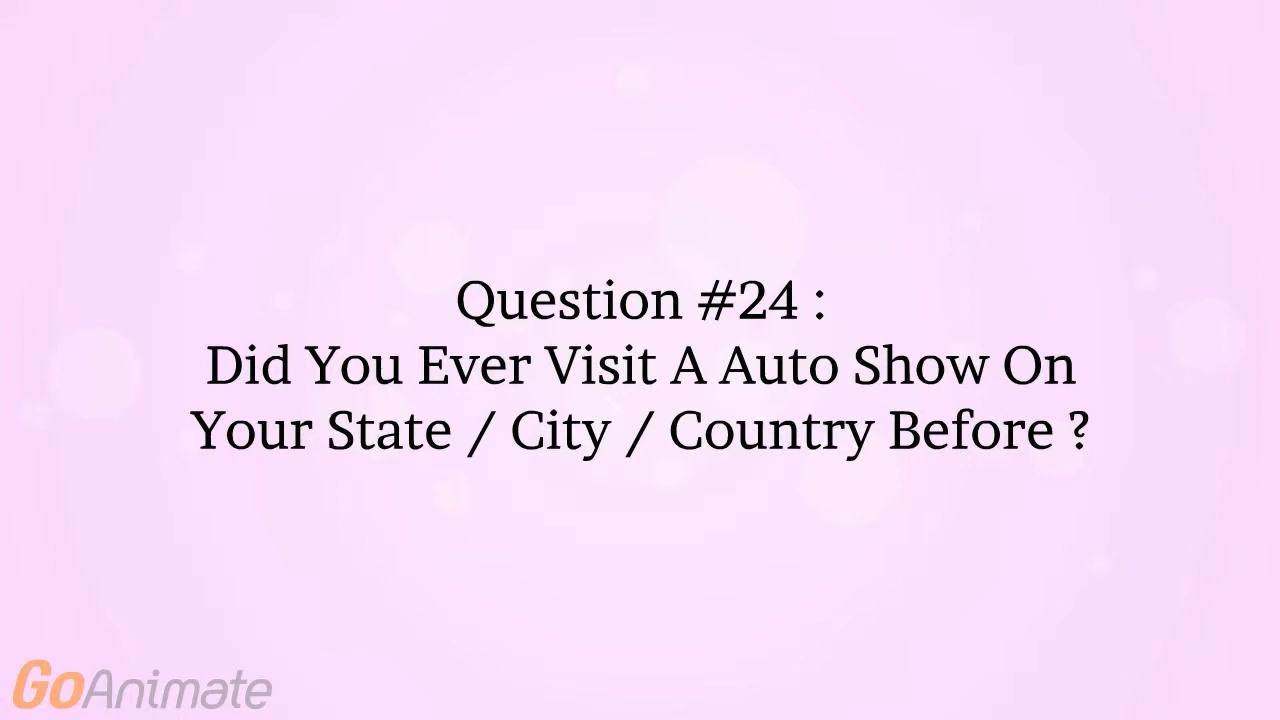 Question #24 :
Did You Ever Visit A Auto Show On
Your State / City / Country Before ?
GoAnimate